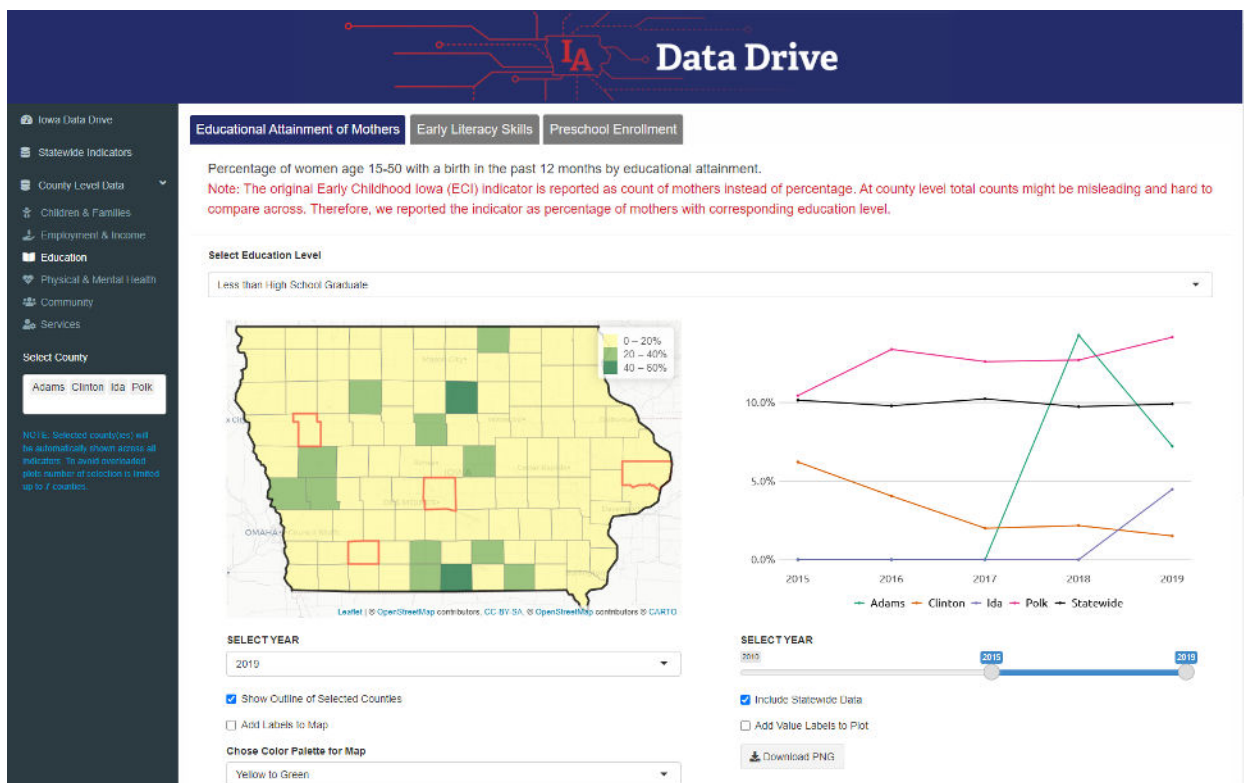 IA Data Drive
Iowa Data Drive
Statewide Indicators
County Level Data
Children & Families
Employment & Income
Education
Physical & Mental Health
Community
Services
Select County
Adams Clinton Ida Polk
NOTE: Selected county(ies) will
be automatically shown across all
indicators. To avoid overloaded
plots number of selection is limited
up to 7 counties.
Educational Attainment of Mothers
Early Literacy Skills
Preschool Enrollment
Percentage of women age 15-50 with a birth in the past 12 months by educational attainment.
Note: The original Early Childhood Iowa (ECI) indicator is reported as count of mothers instead of percentage. At county level total counts might be misleading and hard to
compare across. Therefore, we reported the indicator as percentage of mothers with corresponding education level.
Select Education Level
Less than High School Graduate
0 – 20%
20 – 40%
40 – 60%
IOWA
OMAHA
Leaflet | © OpenStreetMap contributors, CC-BY-SA, © OpenStreetMap contributors © CARTO
SELECT YEAR
2019
Show Outline of Selected Counties
Add Labels to Map
Chose Color Palette for Map
Yellow to Green
10.0%
5.0%
0.0%
2015 2016 2017 2018 2019
Adams Clinton Ida Polk Statewide
SELECT YEAR
2010 2015 2019
Include Statewide Data
Add Value Labels to Plot
Download PNG